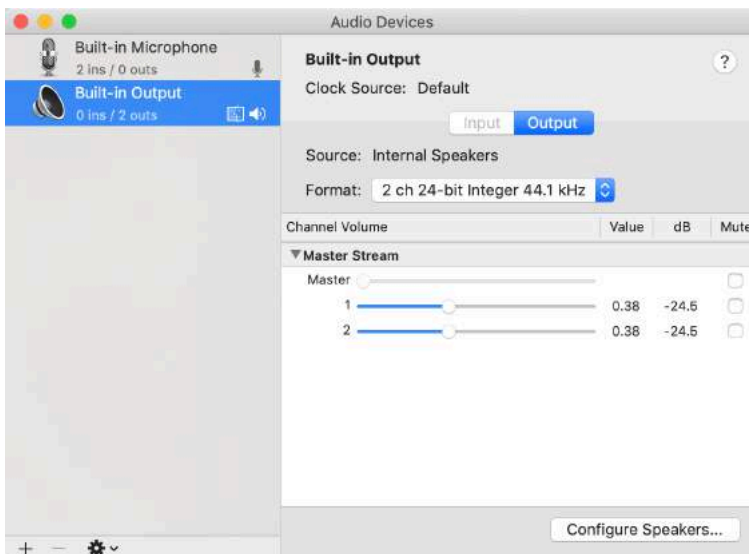 Audio Devices
Built-in Microphone
2 ins / 0 outs
Built-in Output
0 ins / 2 outs
Built-in Output
?
Clock Source: Default
Input Output
Source: Internal Speakers
Format: 2 ch 24-bit Integer 44.1 kHz
Channel Volume Value dB Mute
Master Stream
Master
1 0.38 -24.5
2 0.38 -24.5
Configure Speakers...